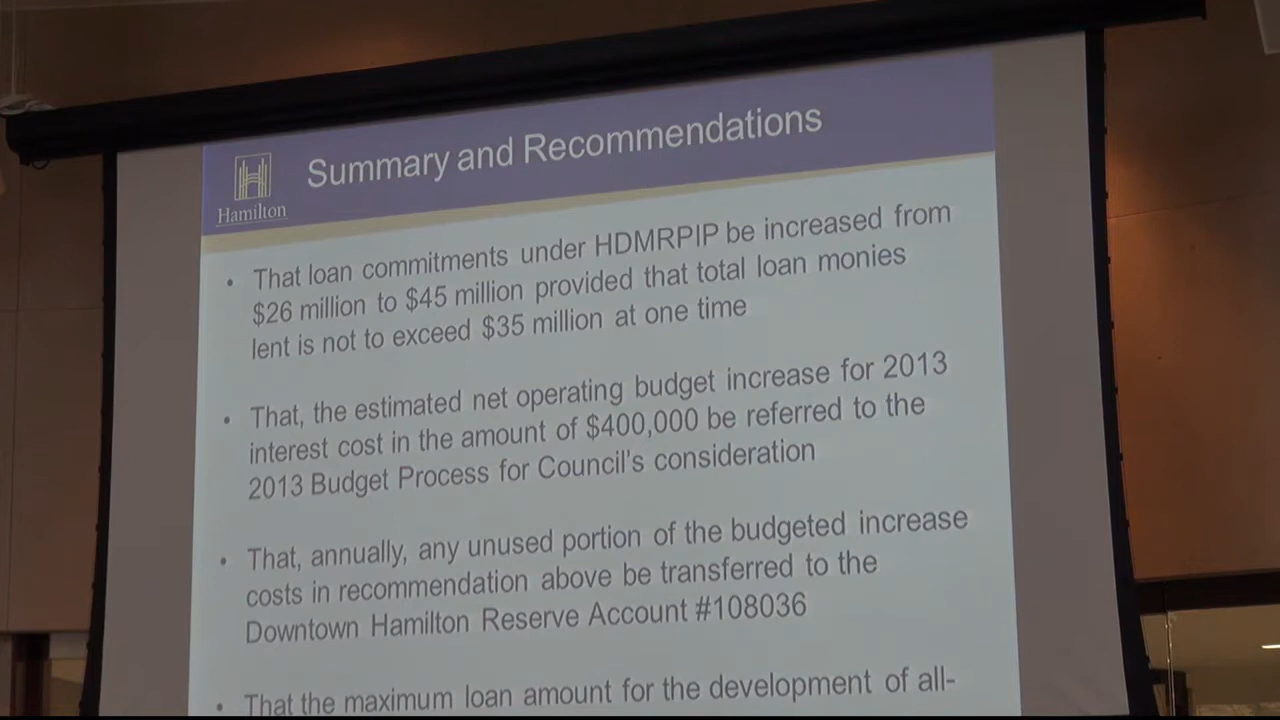 Summary and Recommendations
Hamilton
• That loan commitments under HDMRPIP be increased from
$26 million to $45 million provided that total loan monies
lent is not to exceed $35 million at one time
• That, the estimated net operating budget increase for 2013
interest cost in the amount of $400,000 be referred to the
2013 Budget Process for Council's consideration
• That, annually, any unused portion of the budgeted increase
costs in recommendation above be transferred to the
Downtown Hamilton Reserve Account #108036
• That the maximum loan amount for the development of all-